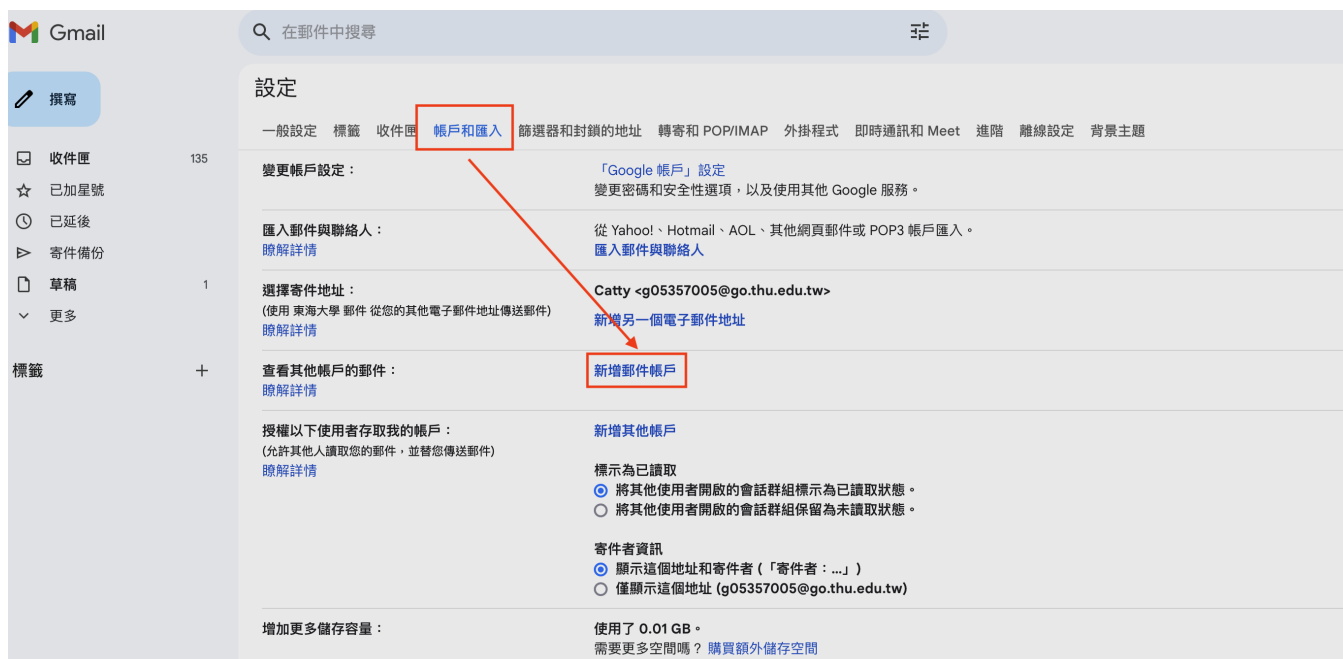 Gmail
在郵件中搜尋
撰寫
收件匣 135
已加星號
已延後
寄件備份
草稿 1
更多
標籤 +
設定
一般設定 標籤 收件匣 帳戶和匯入 篩選器和封鎖的地址 轉寄和 POP/IMAP 外掛程式 即時通訊和 Meet 進階 離線設定 背景主題
變更帳戶設定：
「Google 帳戶」設定
變更密碼和安全性選項，以及使用其他 Google 服務。
匯入郵件與聯絡人：
瞭解詳情
從 Yahoo!、Hotmail、AOL、其他網頁郵件或 POP3 帳戶匯入。
匯入郵件與聯絡人
選擇寄件地址：
(使用 東海大學 郵件 從您的其他電子郵件地址傳送郵件)
瞭解詳情
Catty <g05357005@go.thu.edu.tw>
新增另一個電子郵件地址
查看其他帳戶的郵件：
瞭解詳情
新增郵件帳戶
授權以下使用者存取我的帳戶：
(允許其他人讀取您的郵件，並替您傳送郵件)
瞭解詳情
新增其他帳戶
標示為已讀取
將其他使用者開啟的會話群組標示為已讀取狀態。
將其他使用者開啟的會話群組保留為未讀取狀態。
寄件者資訊
顯示這個地址和寄件者 (「寄件者：...」)
僅顯示這個地址 (g05357005@go.thu.edu.tw)
增加更多儲存容量：
使用了 0.01 GB。
需要更多空間嗎？ 購買額外儲存空間